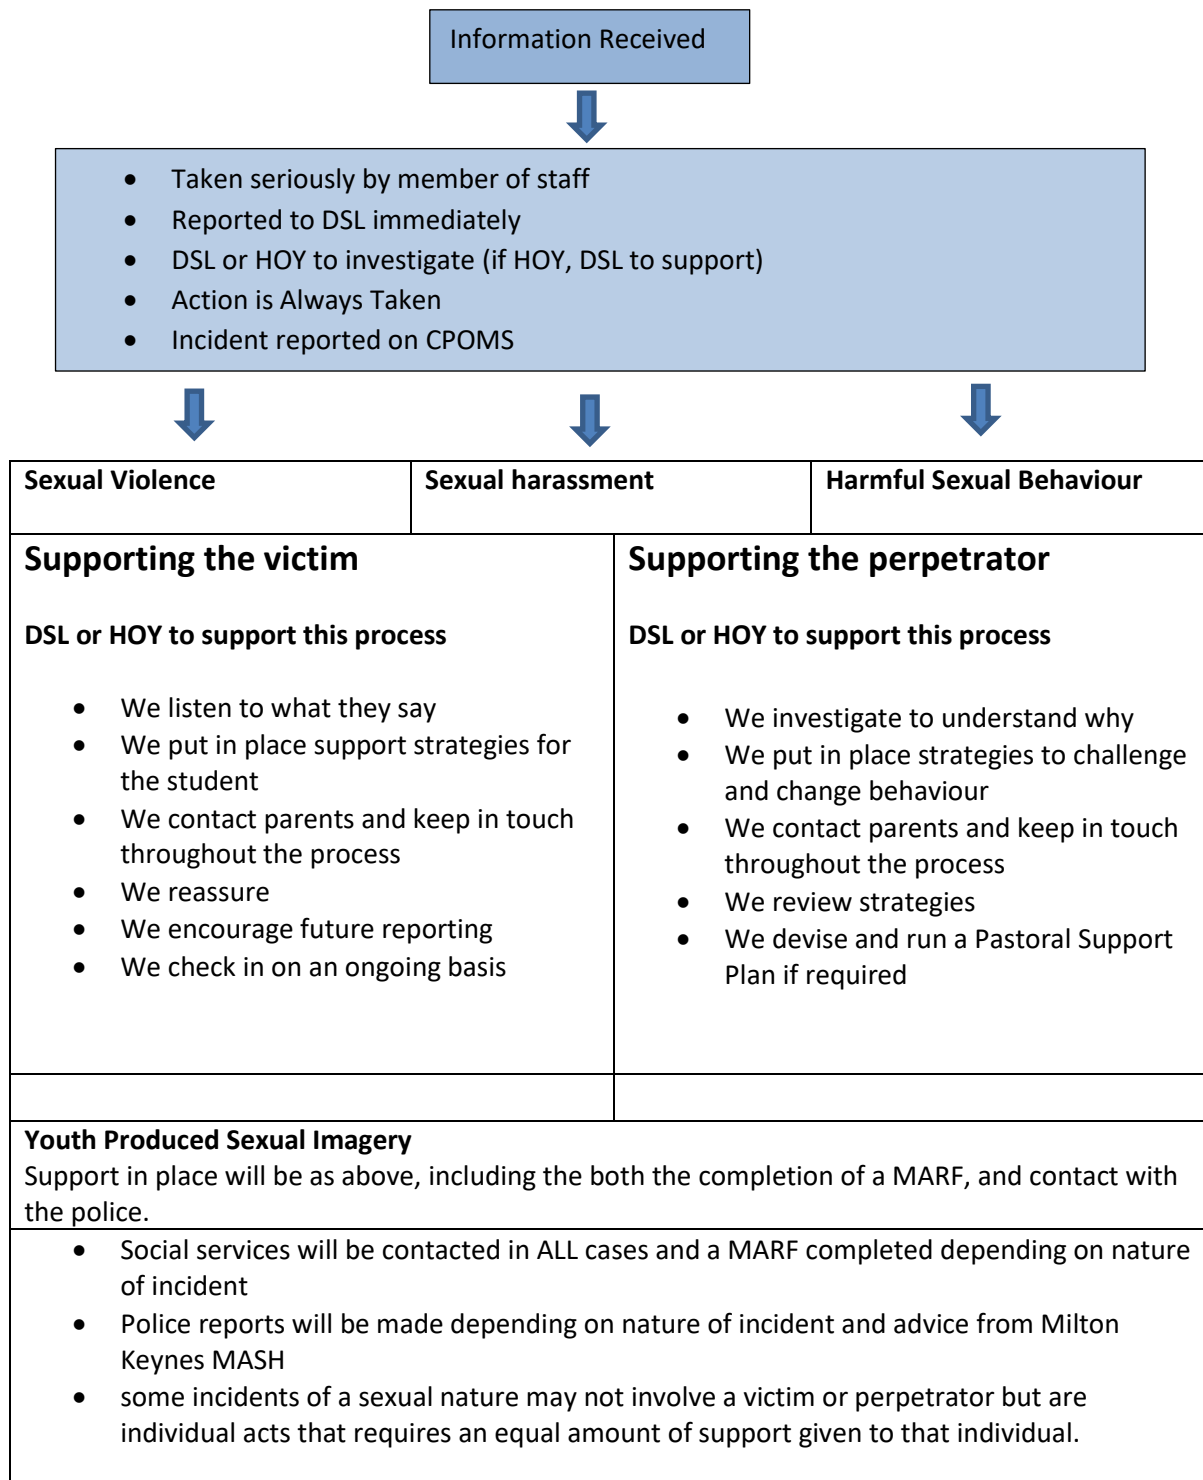 Information Received
• Taken seriously by member of staff
• Reported to DSL immediately
• DSL or HOY to investigate (if HOY, DSL to support)
• Action is Always Taken
• Incident reported on CPOMS
Sexual Violence
Sexual harassment
Harmful Sexual Behaviour
Supporting the victim
DSL or HOY to support this process
• We listen to what they say
• We put in place support strategies for
the student
• We contact parents and keep in touch
throughout the process
• We reassure
• We encourage future reporting
• We check in on an ongoing basis
Supporting the perpetrator
DSL or HOY to support this process
• We investigate to understand why
• We put in place strategies to challenge
and change behaviour
• We contact parents and keep in touch
throughout the process
• We review strategies
• We devise and run a Pastoral Support
Plan if required
Youth Produced Sexual Imagery
Support in place will be as above, including the both the completion of a MARF, and contact with
the police.
• Social services will be contacted in ALL cases and a MARF completed depending on nature
of incident
• Police reports will be made depending on nature of incident and advice from Milton
Keynes MASH
• some incidents of a sexual nature may not involve a victim or perpetrator but are
individual acts that requires an equal amount of support given to that individual.